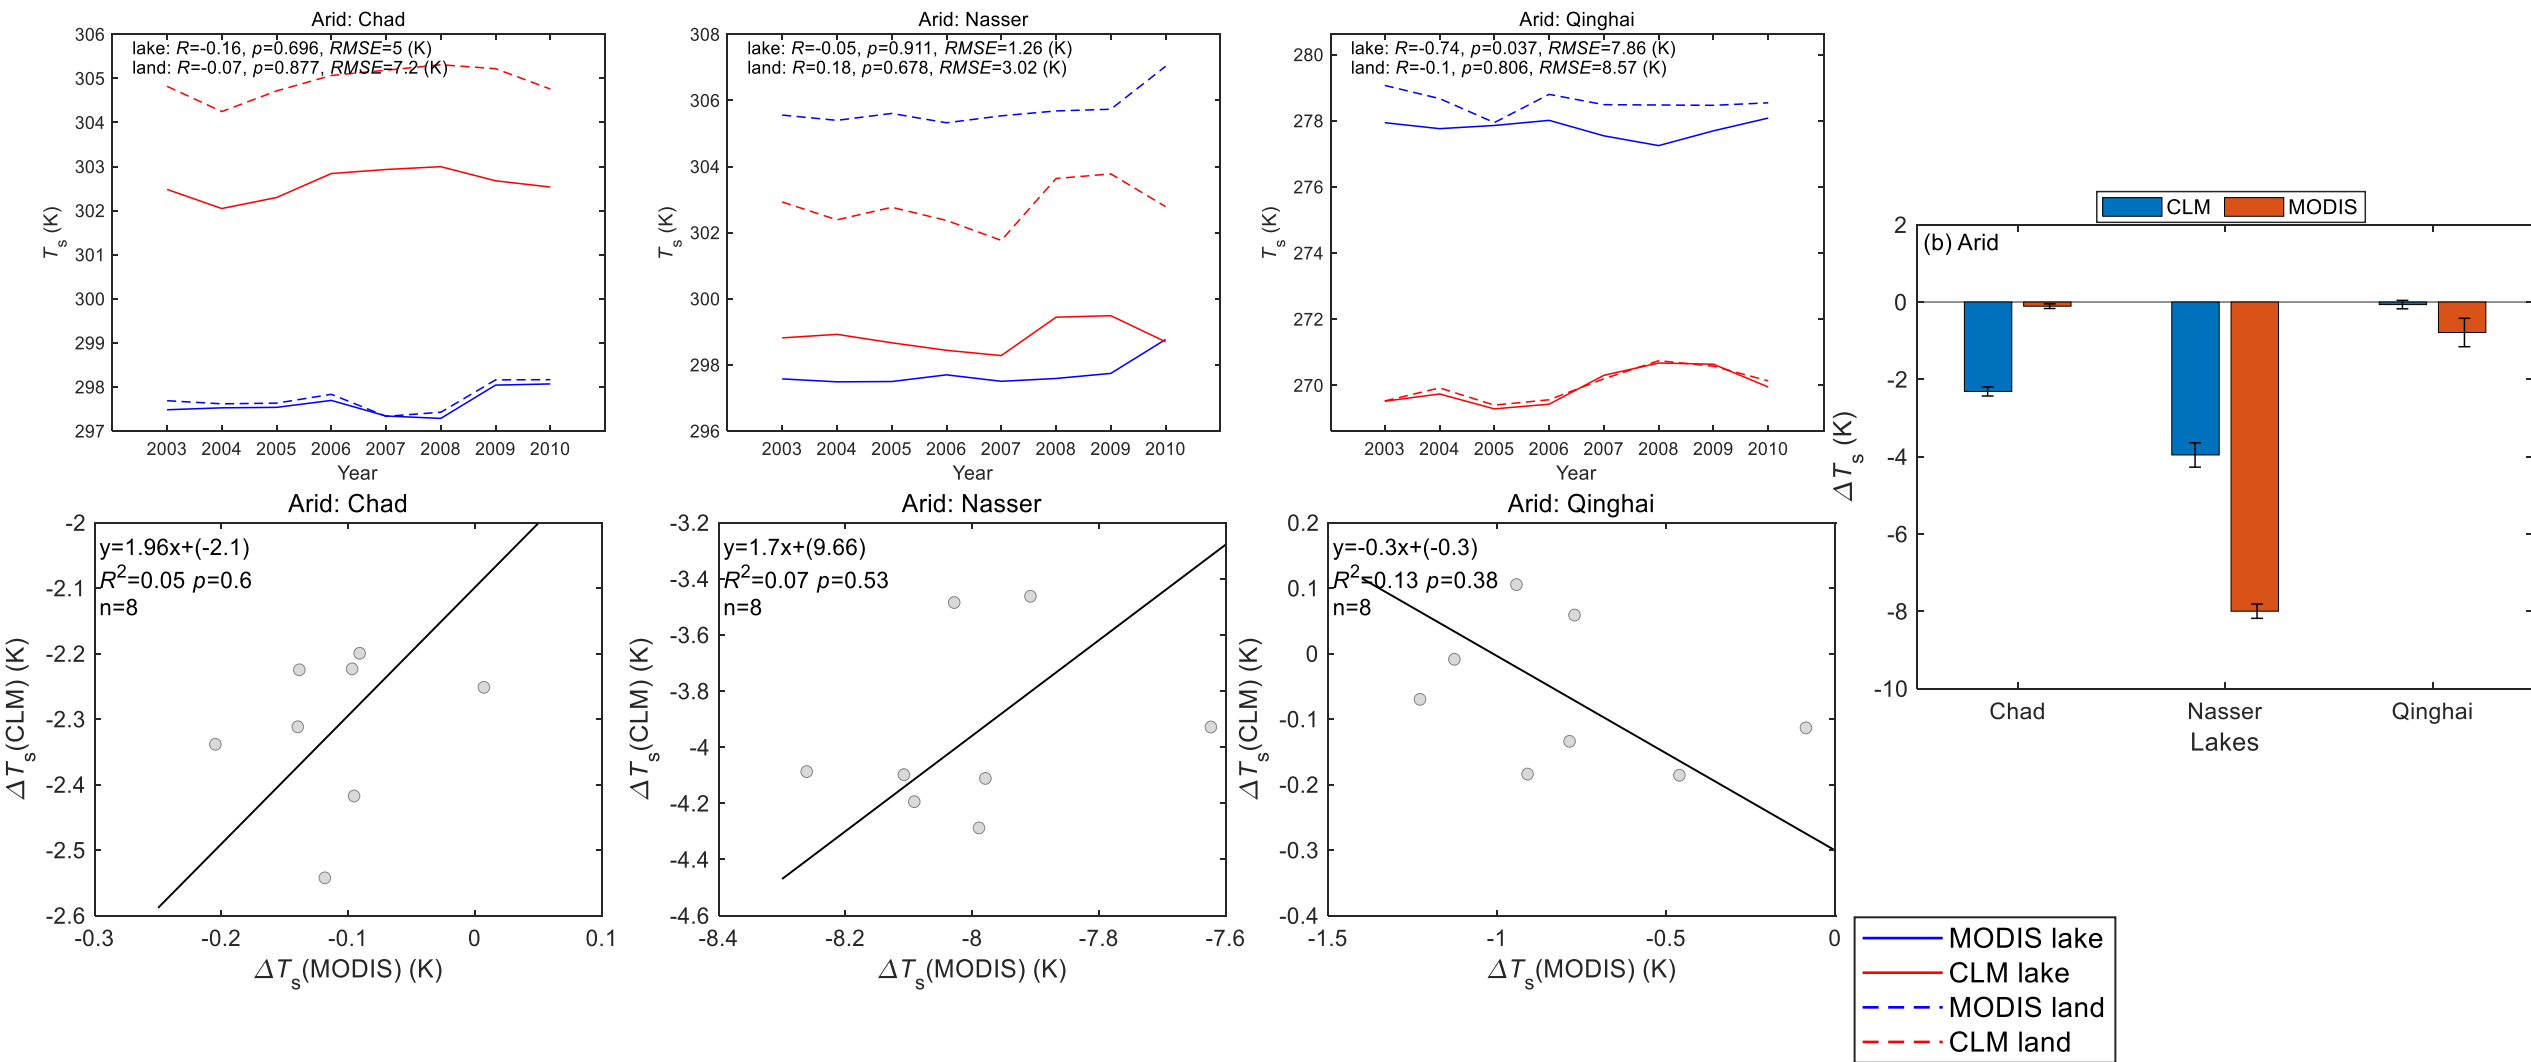 Arid: Chad
lake: R=-0.16, p=0.696, RMSE=5 (K)
land: R=-0.07, p=0.877, RMSE=7.2 (K)
306
305
304
303
302
301
300
299
298
297
Ts (K)
2003 2004 2005 2006 2007 2008 2009 2010
Year
Arid: Nasser
lake: R=-0.05, p=0.911, RMSE=1.26 (K)
land: R=0.18, p=0.678, RMSE=3.02 (K)
308
306
304
302
300
298
296
Ts (K)
2003 2004 2005 2006 2007 2008 2009 2010
Year
Arid: Qinghai
lake: R=-0.74, p=0.037, RMSE=7.86 (K)
land: R=-0.1, p=0.806, RMSE=8.57 (K)
280
278
276
274
272
270
Ts (K)
2003 2004 2005 2006 2007 2008 2009 2010
Year
CLM MODIS
(b) Arid
2
0
-2
-4
-6
-8
-10
ΔTs (K)
Chad Nasser Qinghai
Lakes
Arid: Chad
y=1.96x+(-2.1)
R2=0.05 p=0.6
n=8
-2
-2.1
-2.2
-2.3
-2.4
-2.5
-2.6
ΔTs(CLM) (K)
-0.3 -0.2 -0.1 0 0.1
ΔTs(MODIS) (K)
Arid: Nasser
y=1.7x+(9.66)
R2=0.07 p=0.53
n=8
-3.2
-3.4
-3.6
-3.8
-4
-4.2
-4.4
-4.6
ΔTs(CLM) (K)
-8.4 -8.2 -8 -7.8 -7.6
ΔTs(MODIS) (K)
Arid: Qinghai
y=-0.3x+(-0.3)
R2=0.13 p=0.38
n=8
0.2
0.1
0
-0.1
-0.2
-0.3
-0.4
ΔTs(CLM) (K)
-1.5 -1 -0.5 0
ΔTs(MODIS) (K)
MODIS lake
CLM lake
MODIS land
CLM land